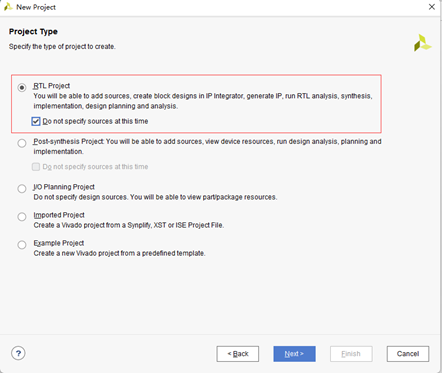 New Project
Project Type
Specify the type of project to create.
RTL Project
You will be able to add sources, create block designs in IP Integrator, generate IP, run RTL analysis, synthesis,
implementation, design planning and analysis.
Do not specify sources at this time
Post-synthesis Project: You will be able to add sources, view device resources, run design analysis, planning and
implementation.
Do not specify sources at this time
I/O Planning Project
Do not specify design sources. You will be able to view part/package resources.
Imported Project
Create a Vivado project from a Synplify, XST or ISE Project File.
Example Project
Create a new Vivado project from a predefined template.
?
< Back
Next >
Finish
Cancel